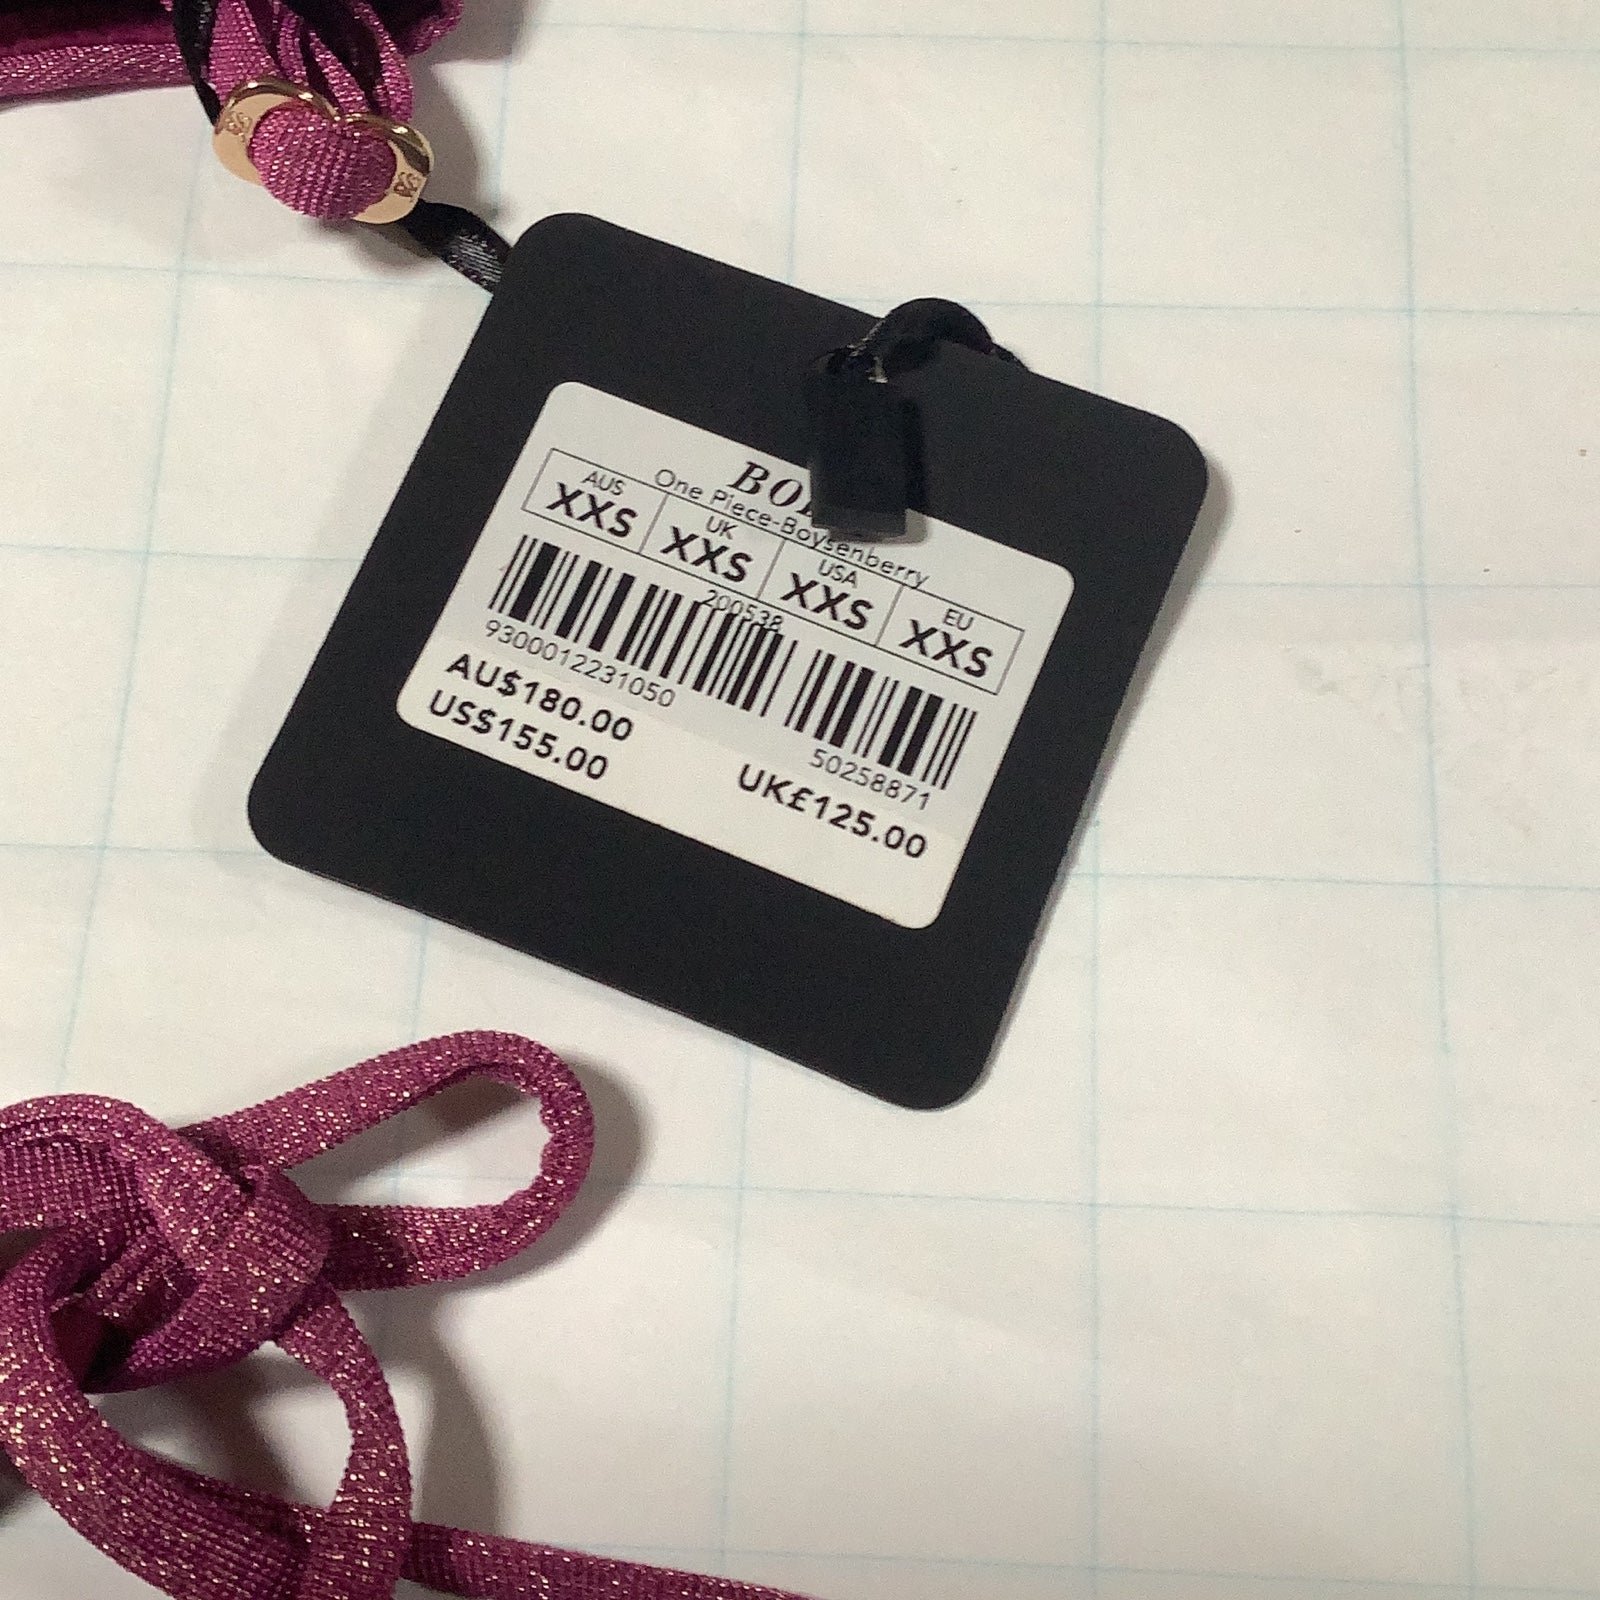 One Piece-Boysenberry
AUS UK USA EU
XXS XXS XXS XXS
200538
9300012231050
50258871
AU$180.00
US$155.00
UK£125.00